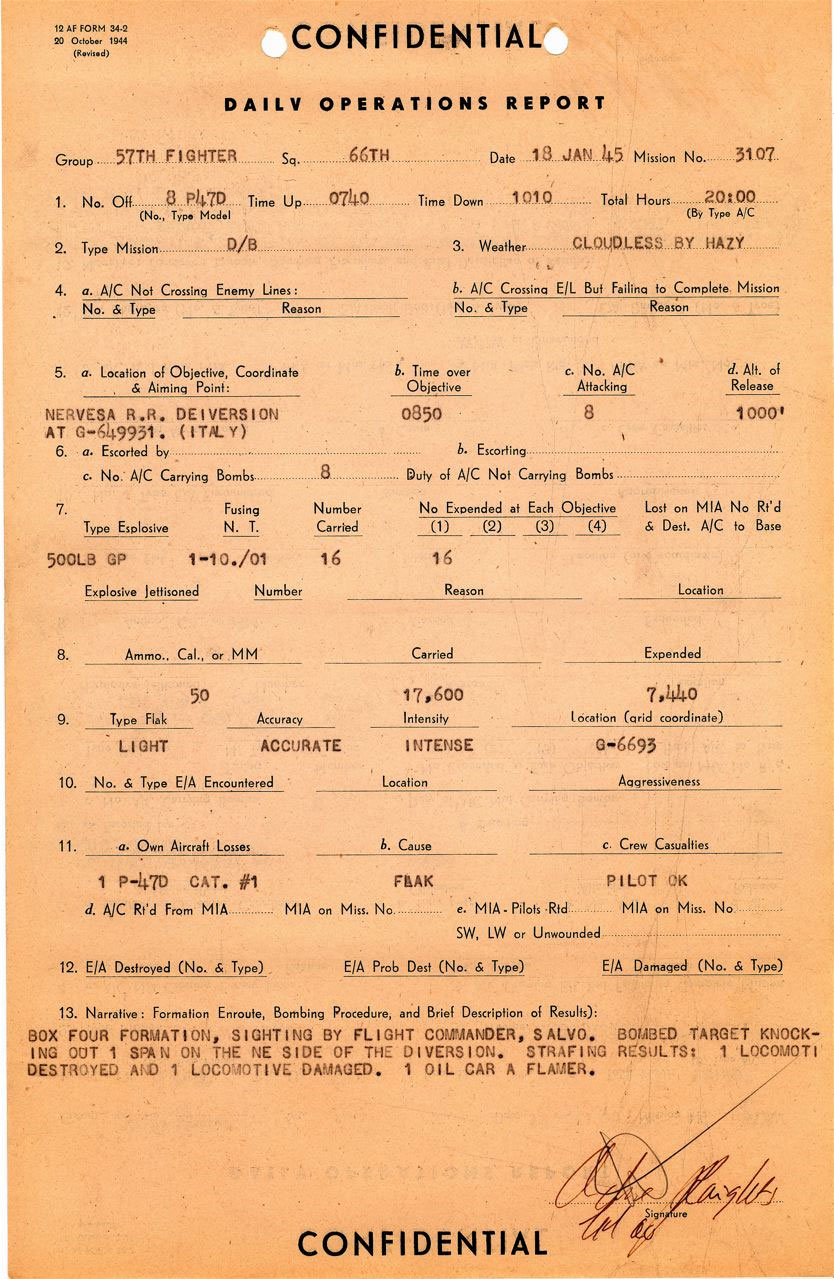 12 AF FORM 34-2
20 October 1944
(Revised)
CONFIDENTIAL
DAILY OPERATIONS REPORT
Group 57TH FIGHTER Sq. 66TH Date 18 JAN 45 Mission No. 3107
1. No. Off 8 P47D Time Up 0740 Time Down 1010 Total Hours 20:00
(No., Type Model (By Type A/C
2. Type Mission D/B 3. Weather CLOUDLESS BY HAZY
4. a. A/C Not Crossing Enemy Lines: b. A/C Crossing E/L But Failing to Complete Mission
No. & Type Reason No. & Type Reason
5. a. Location of Objective, Coordinate b. Time over c. No. A/C d. Alt. of
& Aiming Point: Objective Attacking Release
NERVESA R.R. DEIVERSION 0850 8 1000'
AT G-649931. (ITALY)
6. a. Escorted by b. Escorting
c. No. A/C Carrying Bombs 8 Duty of A/C Not Carrying Bombs
7. Fusing Number No Expended at Each Objective Lost on MIA No Rt'd
Type Explosive N. T. Carried (1) (2) (3) (4) & Dest. A/C to Base
500LB GP 1-10./01 16 16
Explosive Jettisoned Number Reason Location
8. Ammo., Cal., or MM Carried Expended
50 17,600 7,440
9. Type Flak Accuracy Intensity Location (grid coordinate)
LIGHT ACCURATE INTENSE G-6693
10. No. & Type E/A Encountered Location Aggressiveness
11. a. Own Aircraft Losses b. Cause c. Crew Casualties
1 P-47D CAT. #1 FLAK PILOT OK
d. A/C Rt'd From MIA MIA on Miss. No. e. MIA-Pilots Rtd MIA on Miss. No
SW, LW or Unwounded
12. E/A Destroyed (No. & Type) E/A Prob Dest (No. & Type) E/A Damaged (No. & Type)
13. Narrative: Formation Enroute, Bombing Procedure, and Brief Description of Results):
BOX FOUR FORMATION, SIGHTING BY FLIGHT COMMANDER, SALVO. BOMBED TARGET KNOCK-
ING OUT 1 SPAN ON THE NE SIDE OF THE DIVERSION. STRAFING RESULTS: 1 LOCOMOTI
DESTROYED AND 1 LOCOMOTIVE DAMAGED. 1 OIL CAR A FLAMER.
Signature
CONFIDENTIAL